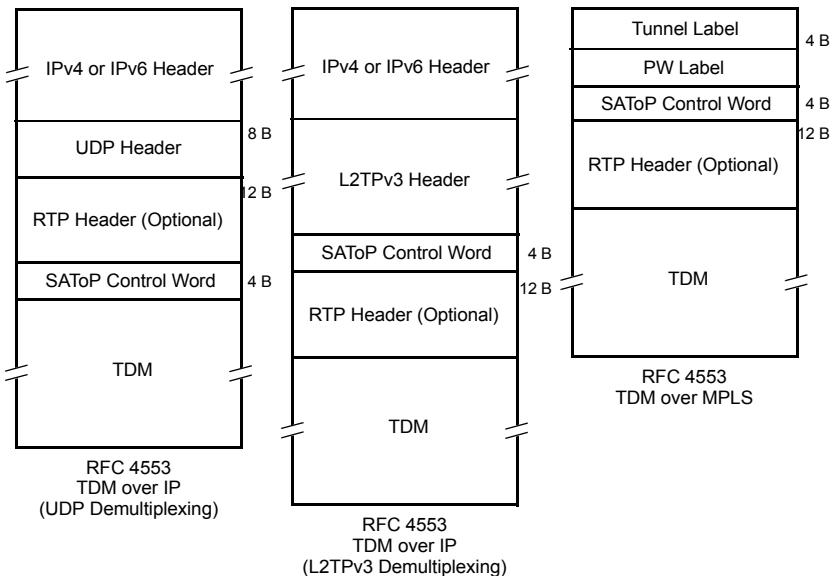 IPv4 or IPv6 Header
UDP Header
8 B
RTP Header (Optional)
12 B
SAToP Control Word
4 B
TDM
RFC 4553
TDM over IP
(UDP Demultiplexing)
IPv4 or IPv6 Header
L2TPv3 Header
SAToP Control Word
4 B
RTP Header (Optional)
12 B
TDM
RFC 4553
TDM over IP
(L2TPv3 Demultiplexing)
Tunnel Label
4 B
PW Label
SAToP Control Word
4 B
RTP Header (Optional)
12 B
TDM
RFC 4553
TDM over MPLS